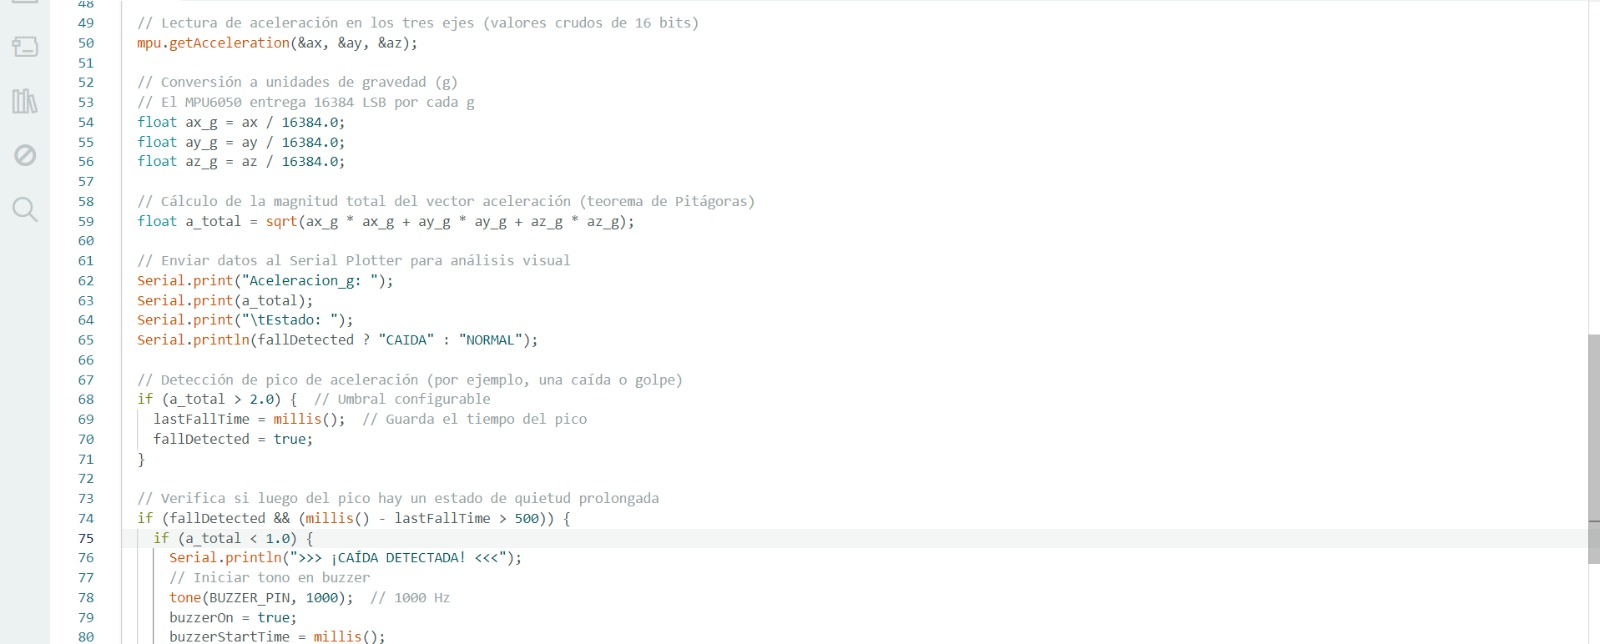 48
49 // Lectura de aceleración en los tres ejes (valores crudos de 16 bits)
50 mpu.getAcceleration(&ax, &ay, &az);
51
52 // Conversión a unidades de gravedad (g)
53 // El MPU6050 entrega 16384 LSB por cada g
54 float ax_g = ax / 16384.0;
55 float ay_g = ay / 16384.0;
56 float az_g = az / 16384.0;
57
58 // Cálculo de la magnitud total del vector aceleración (teorema de Pitágoras)
59 float a_total = sqrt(ax_g * ax_g + ay_g * ay_g + az_g * az_g);
60
61 // Enviar datos al Serial Plotter para análisis visual
62 Serial.print("Aceleracion_g: ");
63 Serial.print(a_total);
64 Serial.print("\tEstado: ");
65 Serial.println(fallDetected ? "CAIDA" : "NORMAL");
66
67 // Detección de pico de aceleración (por ejemplo, una caída o golpe)
68 if (a_total > 2.0) {  // Umbral configurable
69   lastFallTime = millis();  // Guarda el tiempo del pico
70   fallDetected = true;
71 }
72
73 // Verifica si luego del pico hay un estado de quietud prolongada
74 if (fallDetected && (millis() - lastFallTime > 500)) {
75   if (a_total < 1.0) {
76     Serial.println(">>> ¡CAÍDA DETECTADA! <<<");
77     // Iniciar tono en buzzer
78     tone(BUZZER_PIN, 1000);  // 1000 Hz
79     buzzerOn = true;
80     buzzerStartTime = millis();